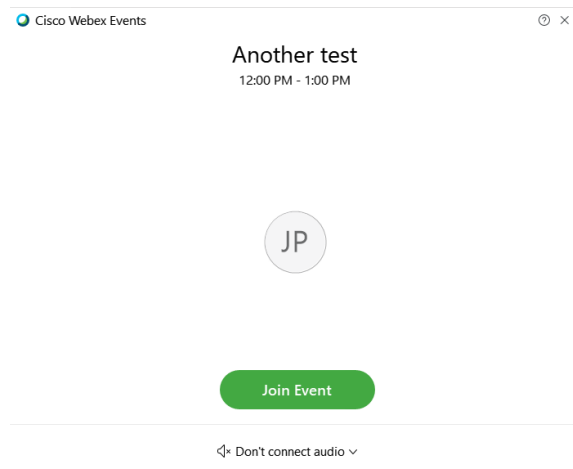 Cisco Webex Events
Another test
12:00 PM - 1:00 PM
JP
Join Event
Don't connect audio